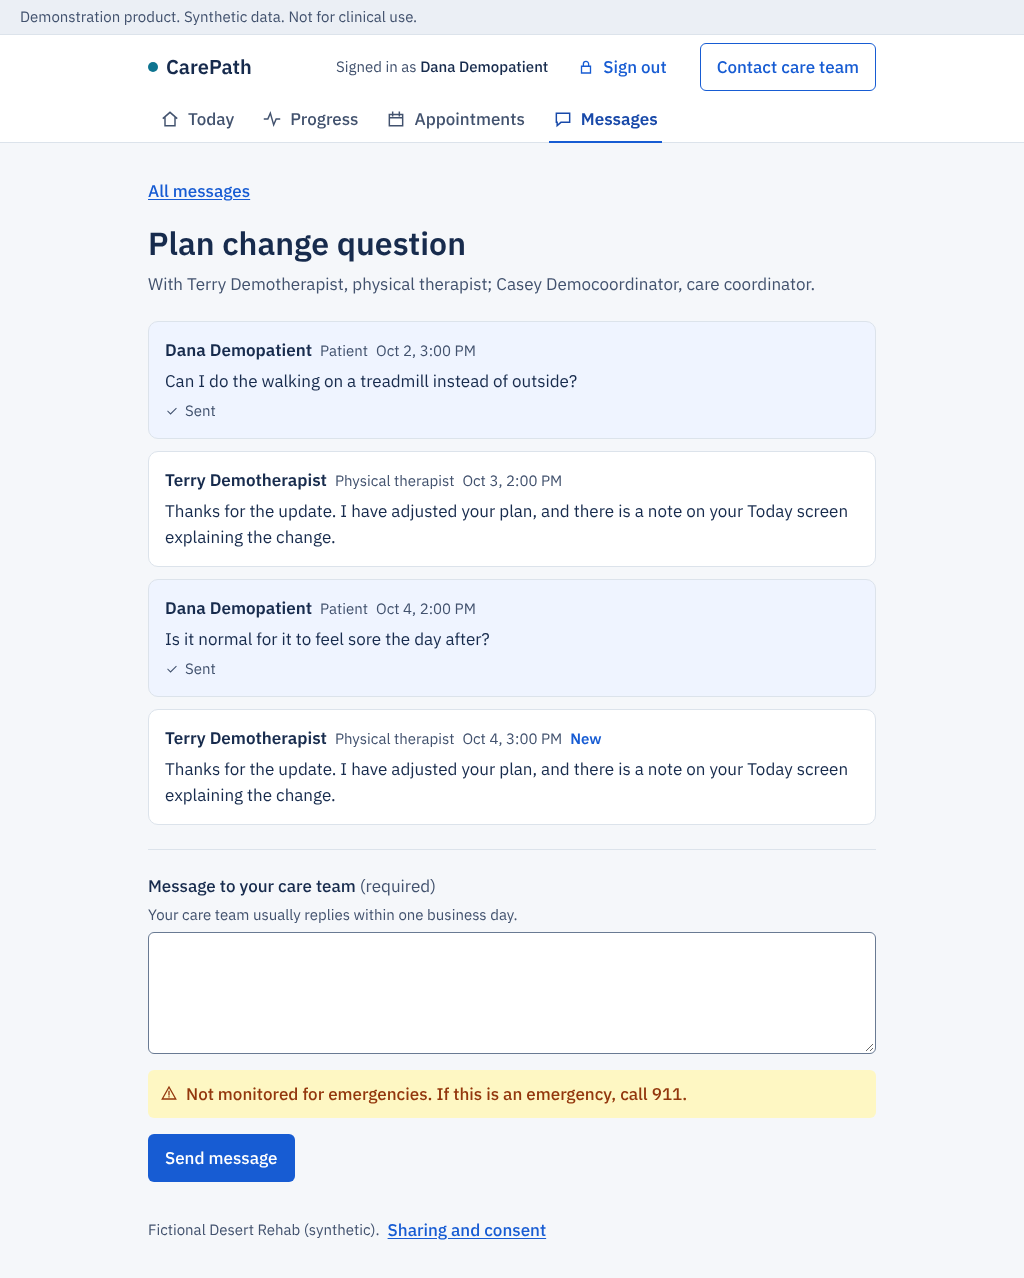 Demonstration product. Synthetic data. Not for clinical use.
CarePath
Signed in as Dana Demopatient
Sign out
Contact care team
Today
Progress
Appointments
Messages
All messages
Plan change question
With Terry Demotherapist, physical therapist; Casey Democoordinator, care coordinator.
Dana Demopatient Patient Oct 2, 3:00 PM
Can I do the walking on a treadmill instead of outside?
Sent
Terry Demotherapist Physical therapist Oct 3, 2:00 PM
Thanks for the update. I have adjusted your plan, and there is a note on your Today screen
explaining the change.
Dana Demopatient Patient Oct 4, 2:00 PM
Is it normal for it to feel sore the day after?
Sent
Terry Demotherapist Physical therapist Oct 4, 3:00 PM New
Thanks for the update. I have adjusted your plan, and there is a note on your Today screen
explaining the change.
Message to your care team (required)
Your care team usually replies within one business day.
Not monitored for emergencies. If this is an emergency, call 911.
Send message
Fictional Desert Rehab (synthetic). Sharing and consent